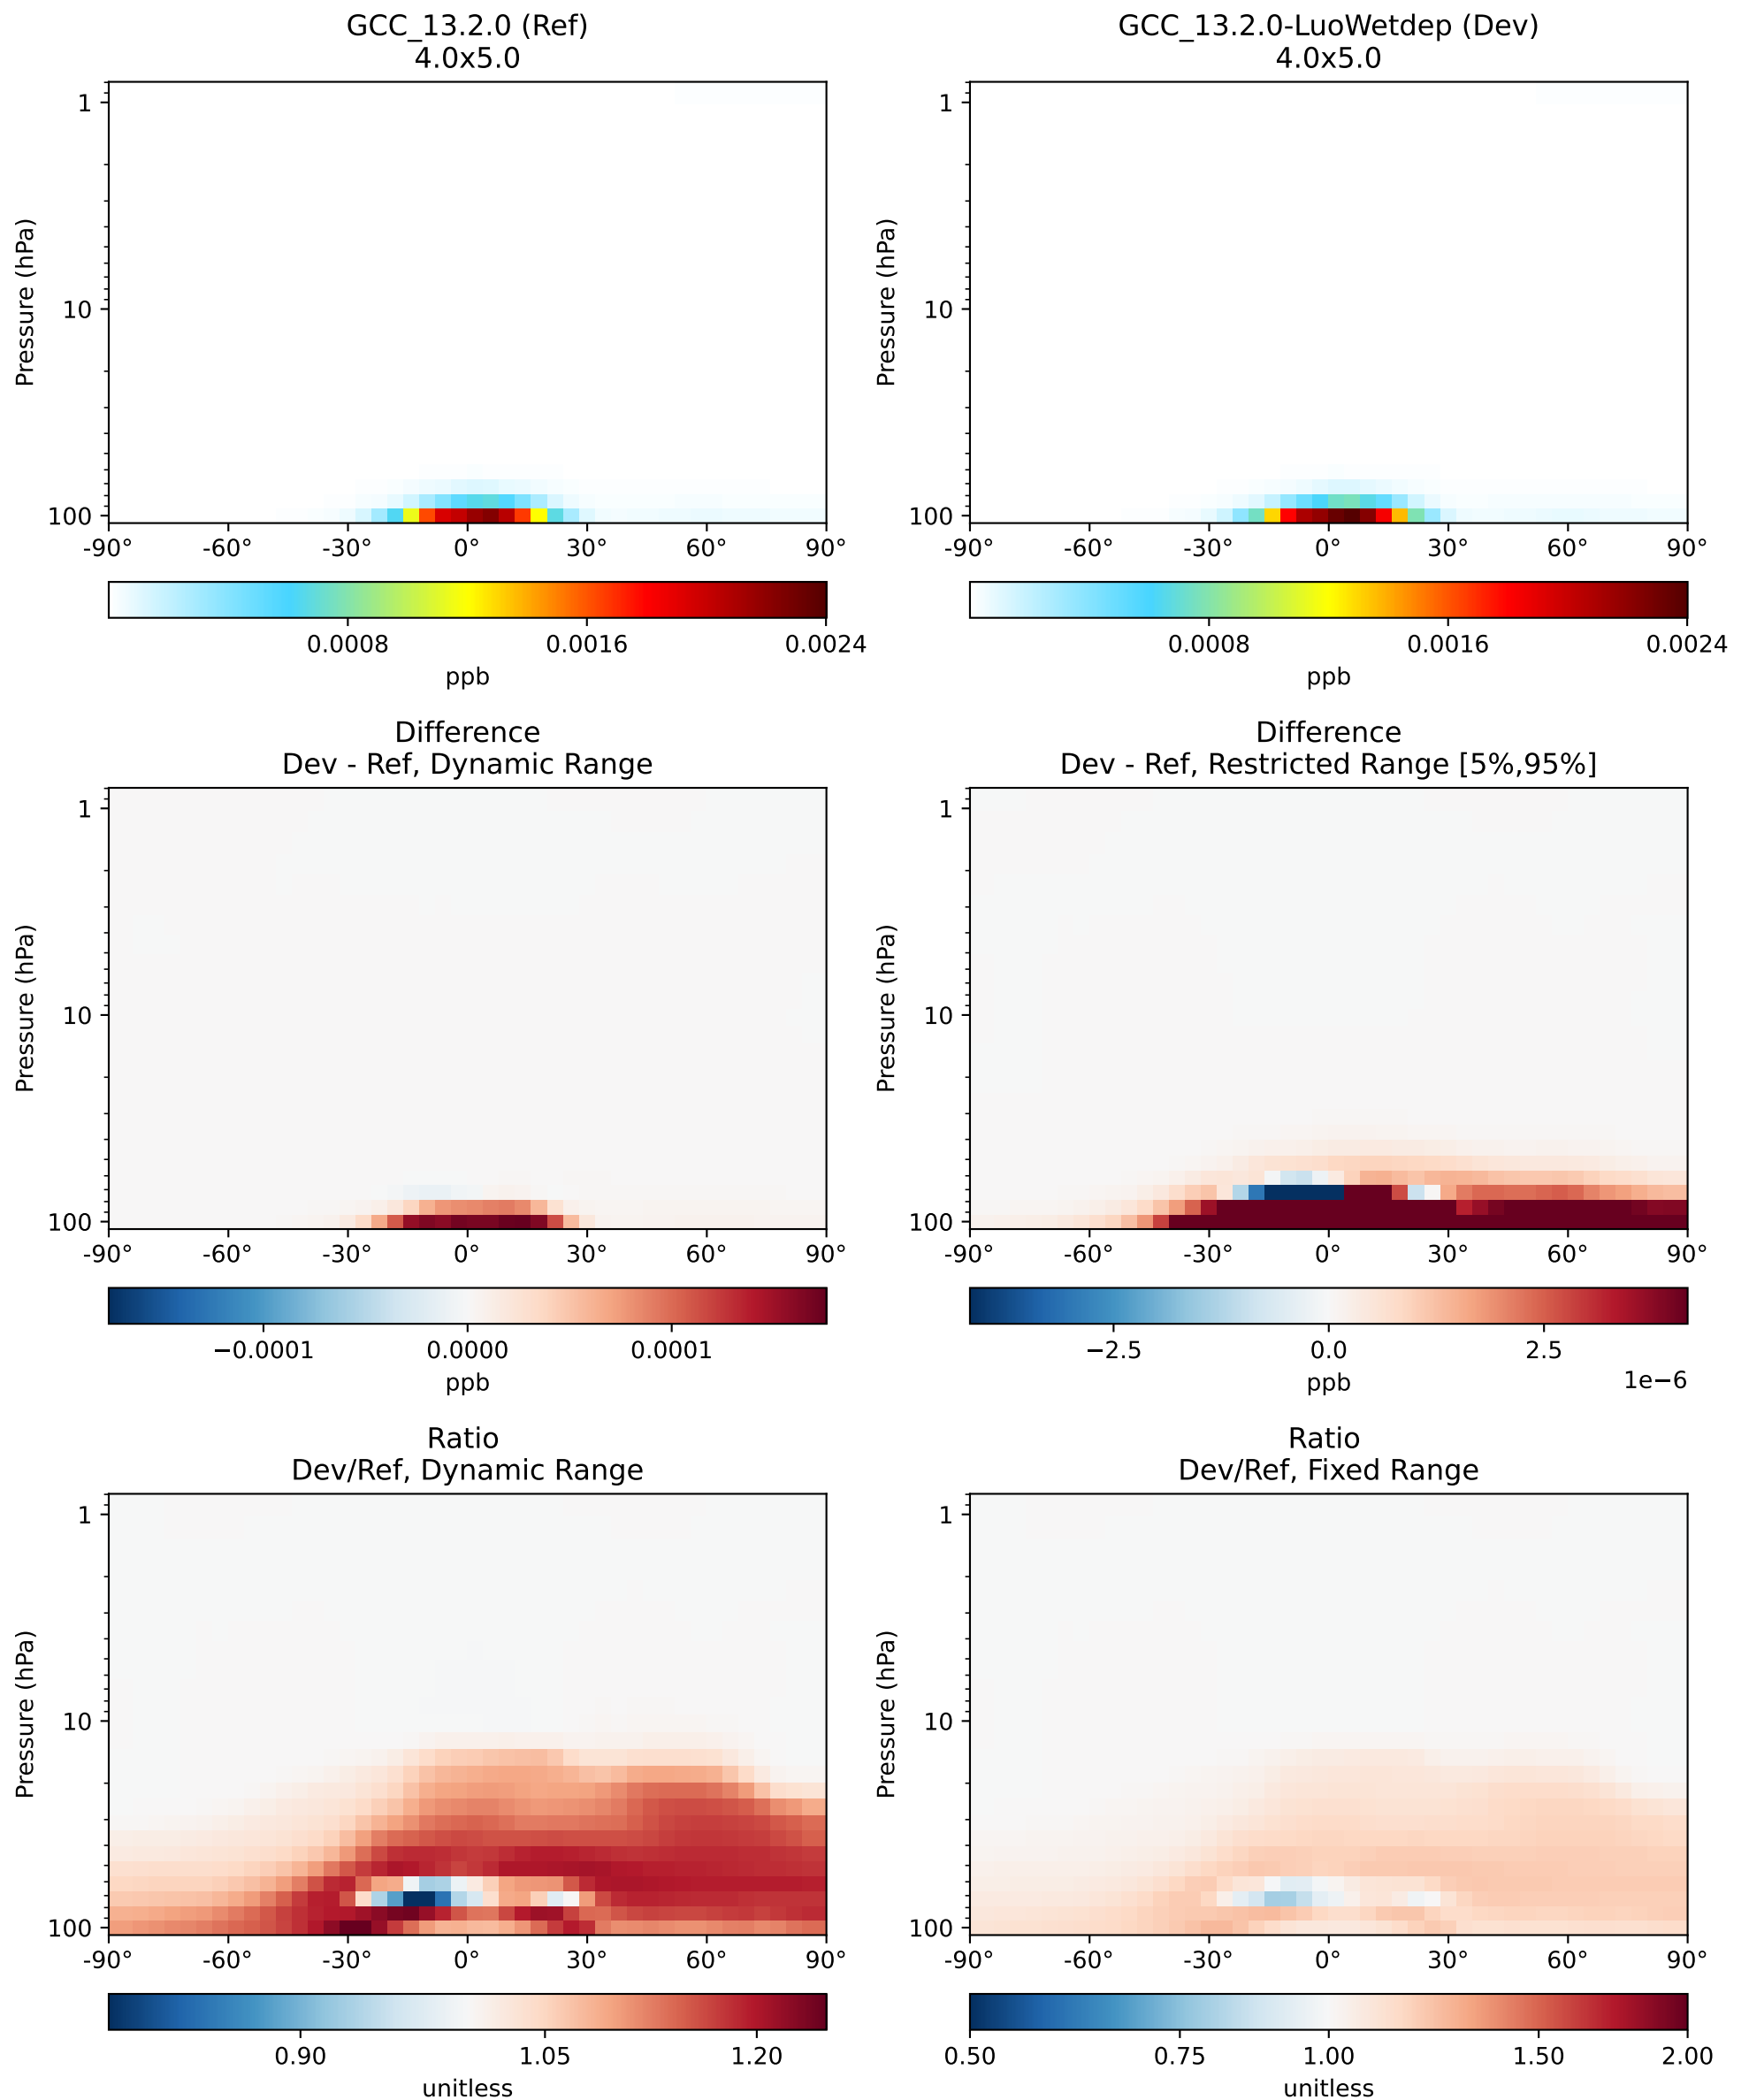 GCC_13.2.0 (Ref)
4.0x5.0
Pressure (hPa)
1
10
100
-90° -60° -30° 0° 30° 60° 90°
0.0008 0.0016 0.0024
ppb
GCC_13.2.0-LuoWetdep (Dev)
4.0x5.0
Pressure (hPa)
1
10
100
-90° -60° -30° 0° 30° 60° 90°
0.0008 0.0016 0.0024
ppb
Difference
Dev - Ref, Dynamic Range
Pressure (hPa)
1
10
100
-90° -60° -30° 0° 30° 60° 90°
−0.0001 0.0000 0.0001
ppb
Difference
Dev - Ref, Restricted Range [5%,95%]
Pressure (hPa)
1
10
100
-90° -60° -30° 0° 30° 60° 90°
−2.5 0.0 2.5
ppb
1e−6
Ratio
Dev/Ref, Dynamic Range
Pressure (hPa)
1
10
100
-90° -60° -30° 0° 30° 60° 90°
0.90 1.05 1.20
unitless
Ratio
Dev/Ref, Fixed Range
Pressure (hPa)
1
10
100
-90° -60° -30° 0° 30° 60° 90°
0.50 0.75 1.00 1.50 2.00
unitless